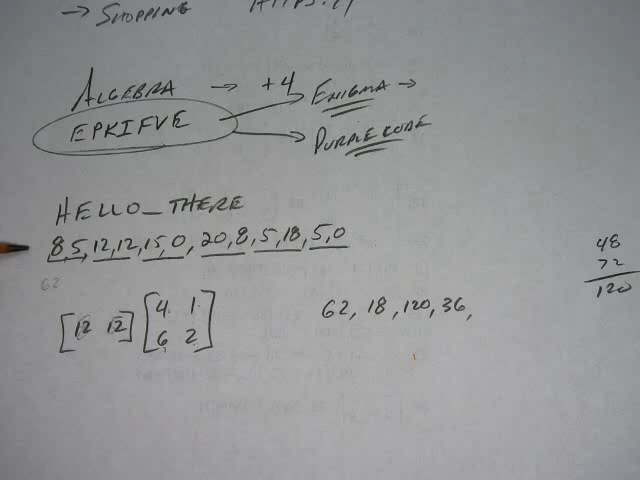 → SHOPPING
ALGEBRA → +4 ENIGMA →
EPKIFVE PURPLE CODE
HELLO_THERE
8,5,12,12,15,0,20,8,5,18,5,0
62
[12 12] [4 1
6 2]
62, 18, 120, 36,
48
72
120